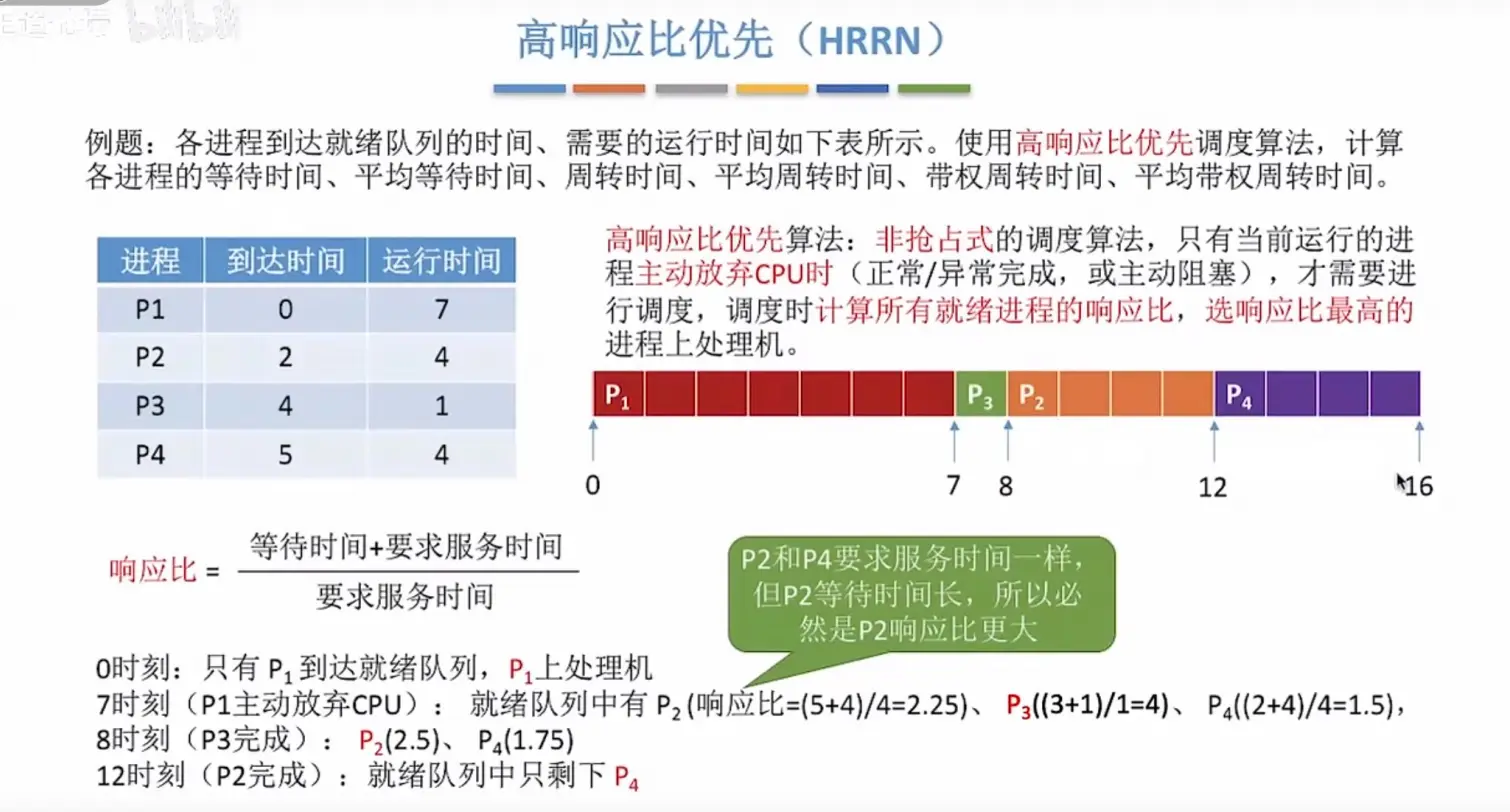 bilibili
高响应比优先（HRRN）
例题：各进程到达就绪队列的时间、需要的运行时间如下表所示。使用高响应比优先调度算法，计算
各进程的等待时间、平均等待时间、周转时间、平均周转时间、带权周转时间、平均带权周转时间。
进程 到达时间 运行时间
P1 0 7
P2 2 4
P3 4 1
P4 5 4
高响应比优先算法：非抢占式的调度算法，只有当前运行的进
程主动放弃CPU时（正常/异常完成，或主动阻塞），才需要进
行调度，调度时计算所有就绪进程的响应比，选响应比最高的
进程上处理机。
P1 P3 P2 P4
0 7 8 12 16
响应比 = 等待时间+要求服务时间
要求服务时间
P2和P4要求服务时间一样，
但P2等待时间长，所以必
然是P2响应比更大
0时刻：只有 P1 到达就绪队列，P1上处理机
7时刻（P1主动放弃CPU）： 就绪队列中有 P2 (响应比=(5+4)/4=2.25)、 P3((3+1)/1=4)、 P4((2+4)/4=1.5)，
8时刻（P3完成）： P2(2.5)、 P4(1.75)
12时刻（P2完成）：就绪队列中只剩下 P4